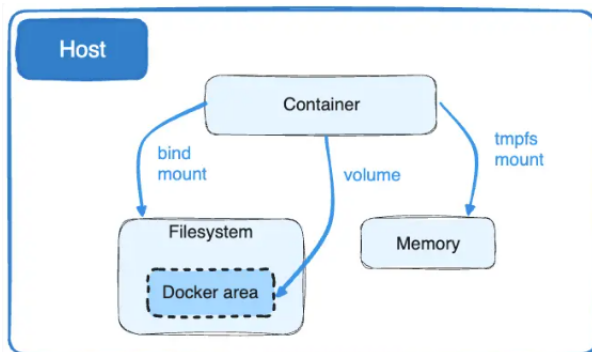 Host
Container
bind
mount
volume
tmpfs
mount
Filesystem
Memory
Docker area